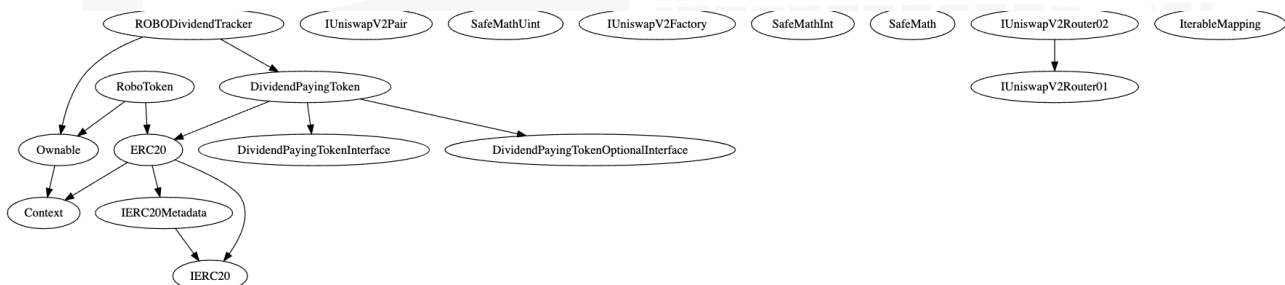 ROBODividendTracker
IUniswapV2Pair
SafeMathUint
IUniswapV2Factory
SafeMathInt
SafeMath
IUniswapV2Router02
IterableMapping
RoboToken
DividendPayingToken
IUniswapV2Router01
Ownable
ERC20
DividendPayingTokenInterface
DividendPayingTokenOptionalInterface
Context
IERC20Metadata
IERC20